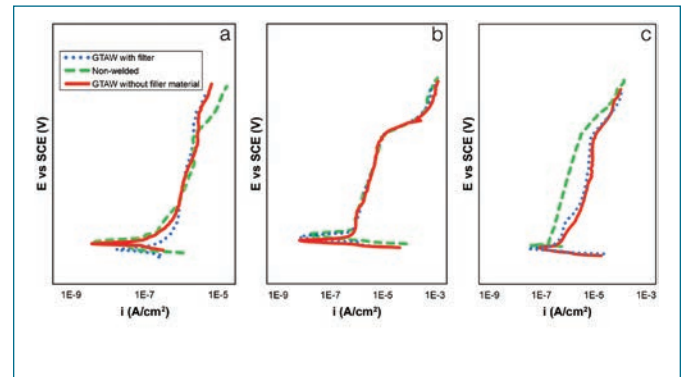 a
b
c
GTAW with filter
Non-welded
GTAW without filler material
E vs SCE (V)
E vs SCE (V)
E vs SCE (V)
1E-9 1E-7 1E-5
1E-9 1E-7 1E-5 1E-3
1E-9 1E-7 1E-5 1E-3
i (A/cm²)
i (A/cm²)
i (A/cm²)